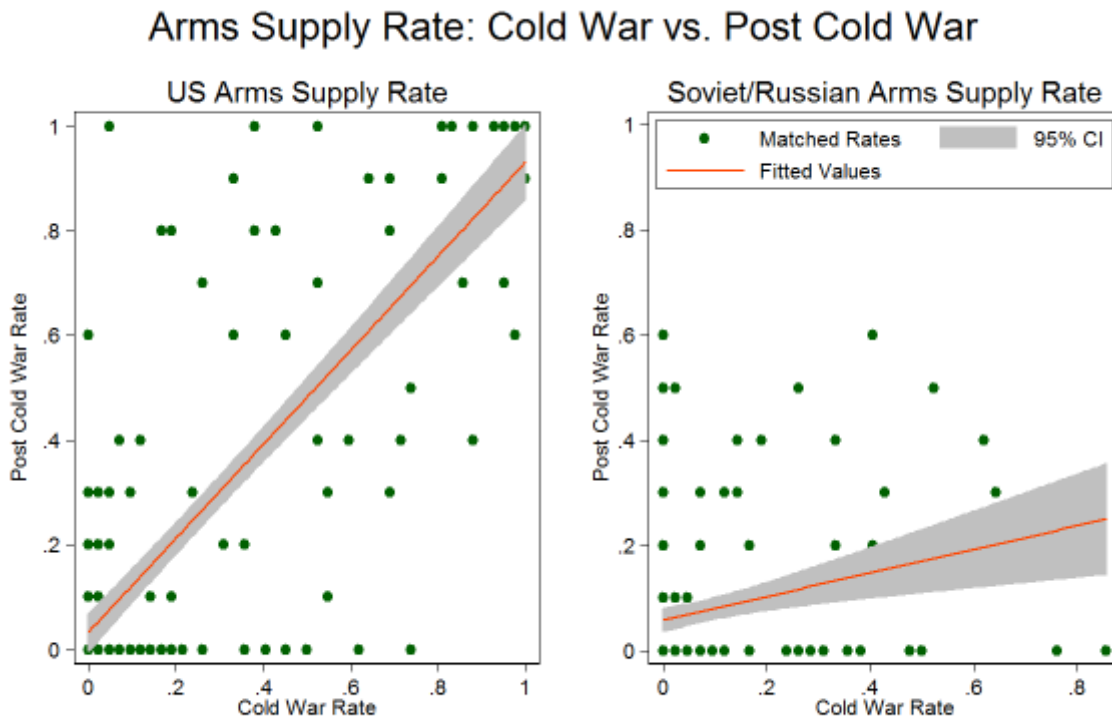 Arms Supply Rate: Cold War vs. Post Cold War
US Arms Supply Rate
Post Cold War Rate
1
.8
.6
.4
.2
0
0 .2 .4 .6 .8 1
Cold War Rate
Soviet/Russian Arms Supply Rate
Matched Rates 95% CI
Fitted Values
Post Cold War Rate
1
.8
.6
.4
.2
0
0 .2 .4 .6 .8
Cold War Rate